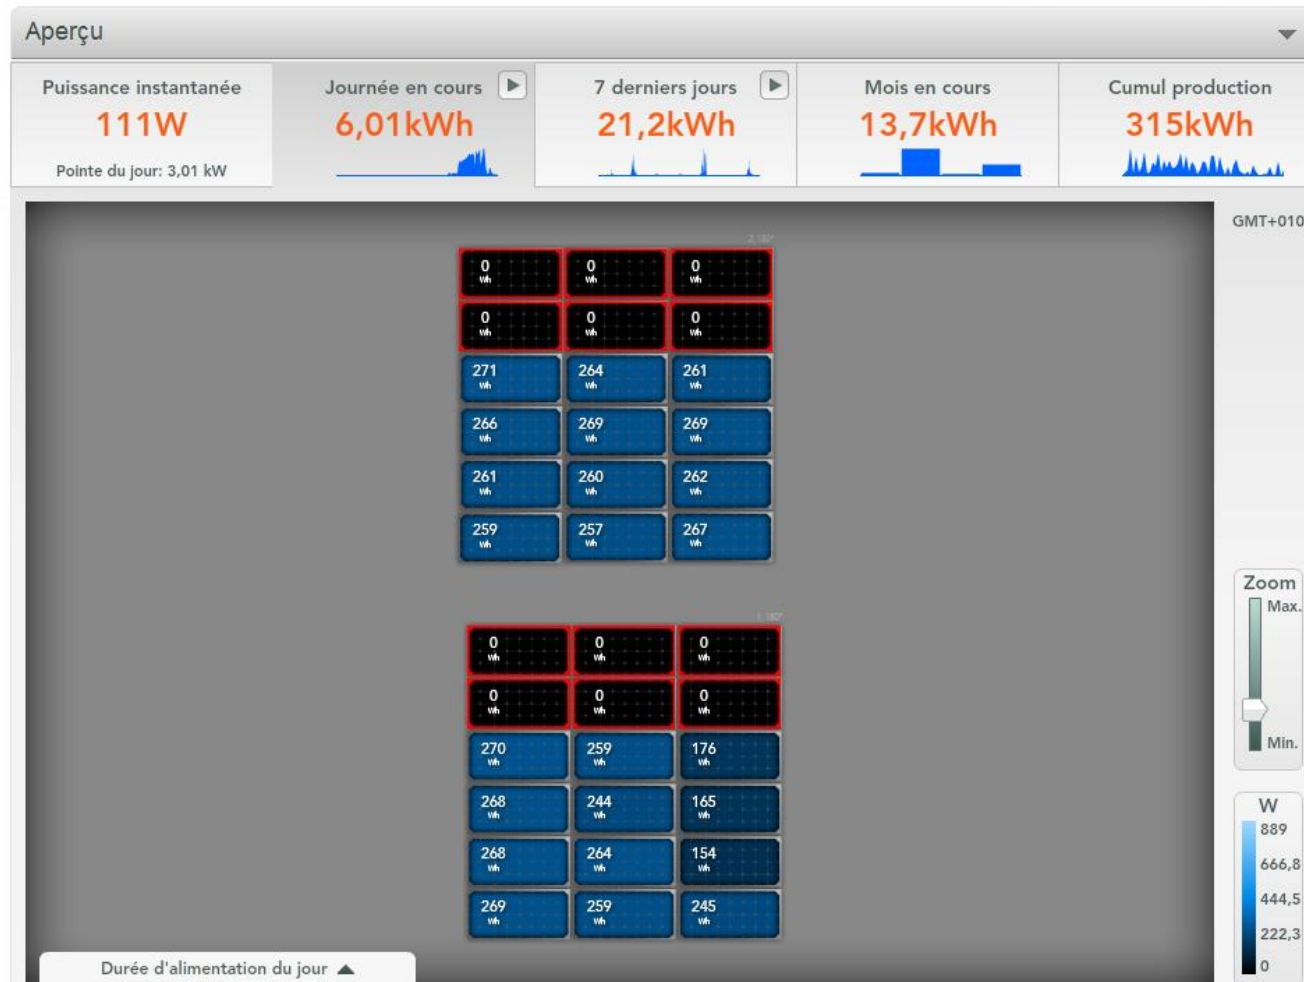 Aperçu
Puissance instantanée
111W
Pointe du jour: 3,01 kW
Journée en cours
6,01kWh
7 derniers jours
21,2kWh
Mois en cours
13,7kWh
Cumul production
315kWh
GMT+010
0 0 0
Wh Wh Wh
0 0 0
Wh Wh Wh
271 264 261
Wh Wh Wh
266 269 269
Wh Wh Wh
261 260 262
Wh Wh Wh
259 257 267
Wh Wh Wh
0 0 0
Wh Wh Wh
0 0 0
Wh Wh Wh
270 259 176
Wh Wh Wh
268 244 165
Wh Wh Wh
268 264 154
Wh Wh Wh
269 259 245
Wh Wh Wh
Zoom
Max.
Min.
W
889
666,8
444,5
222,3
0
Durée d'alimentation du jour